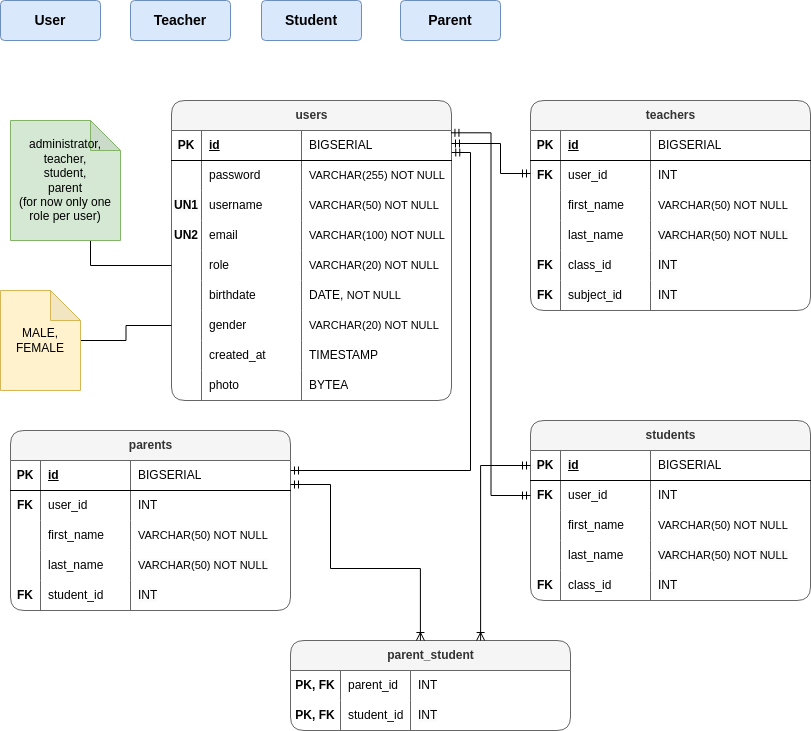 User
Teacher
Student
Parent
administrator,
teacher,
student,
parent
(for now only one
role per user)
MALE,
FEMALE
users
PK id BIGSERIAL
password VARCHAR(255) NOT NULL
UN1 username VARCHAR(50) NOT NULL
UN2 email VARCHAR(100) NOT NULL
role VARCHAR(20) NOT NULL
birthdate DATE, NOT NULL
gender VARCHAR(20) NOT NULL
created_at TIMESTAMP
photo BYTEA
teachers
PK id BIGSERIAL
FK user_id INT
first_name VARCHAR(50) NOT NULL
last_name VARCHAR(50) NOT NULL
FK class_id INT
FK subject_id INT
parents
PK id BIGSERIAL
FK user_id INT
first_name VARCHAR(50) NOT NULL
last_name VARCHAR(50) NOT NULL
FK student_id INT
students
PK id BIGSERIAL
FK user_id INT
first_name VARCHAR(50) NOT NULL
last_name VARCHAR(50) NOT NULL
FK class_id INT
parent_student
PK, FK parent_id INT
PK, FK student_id INT